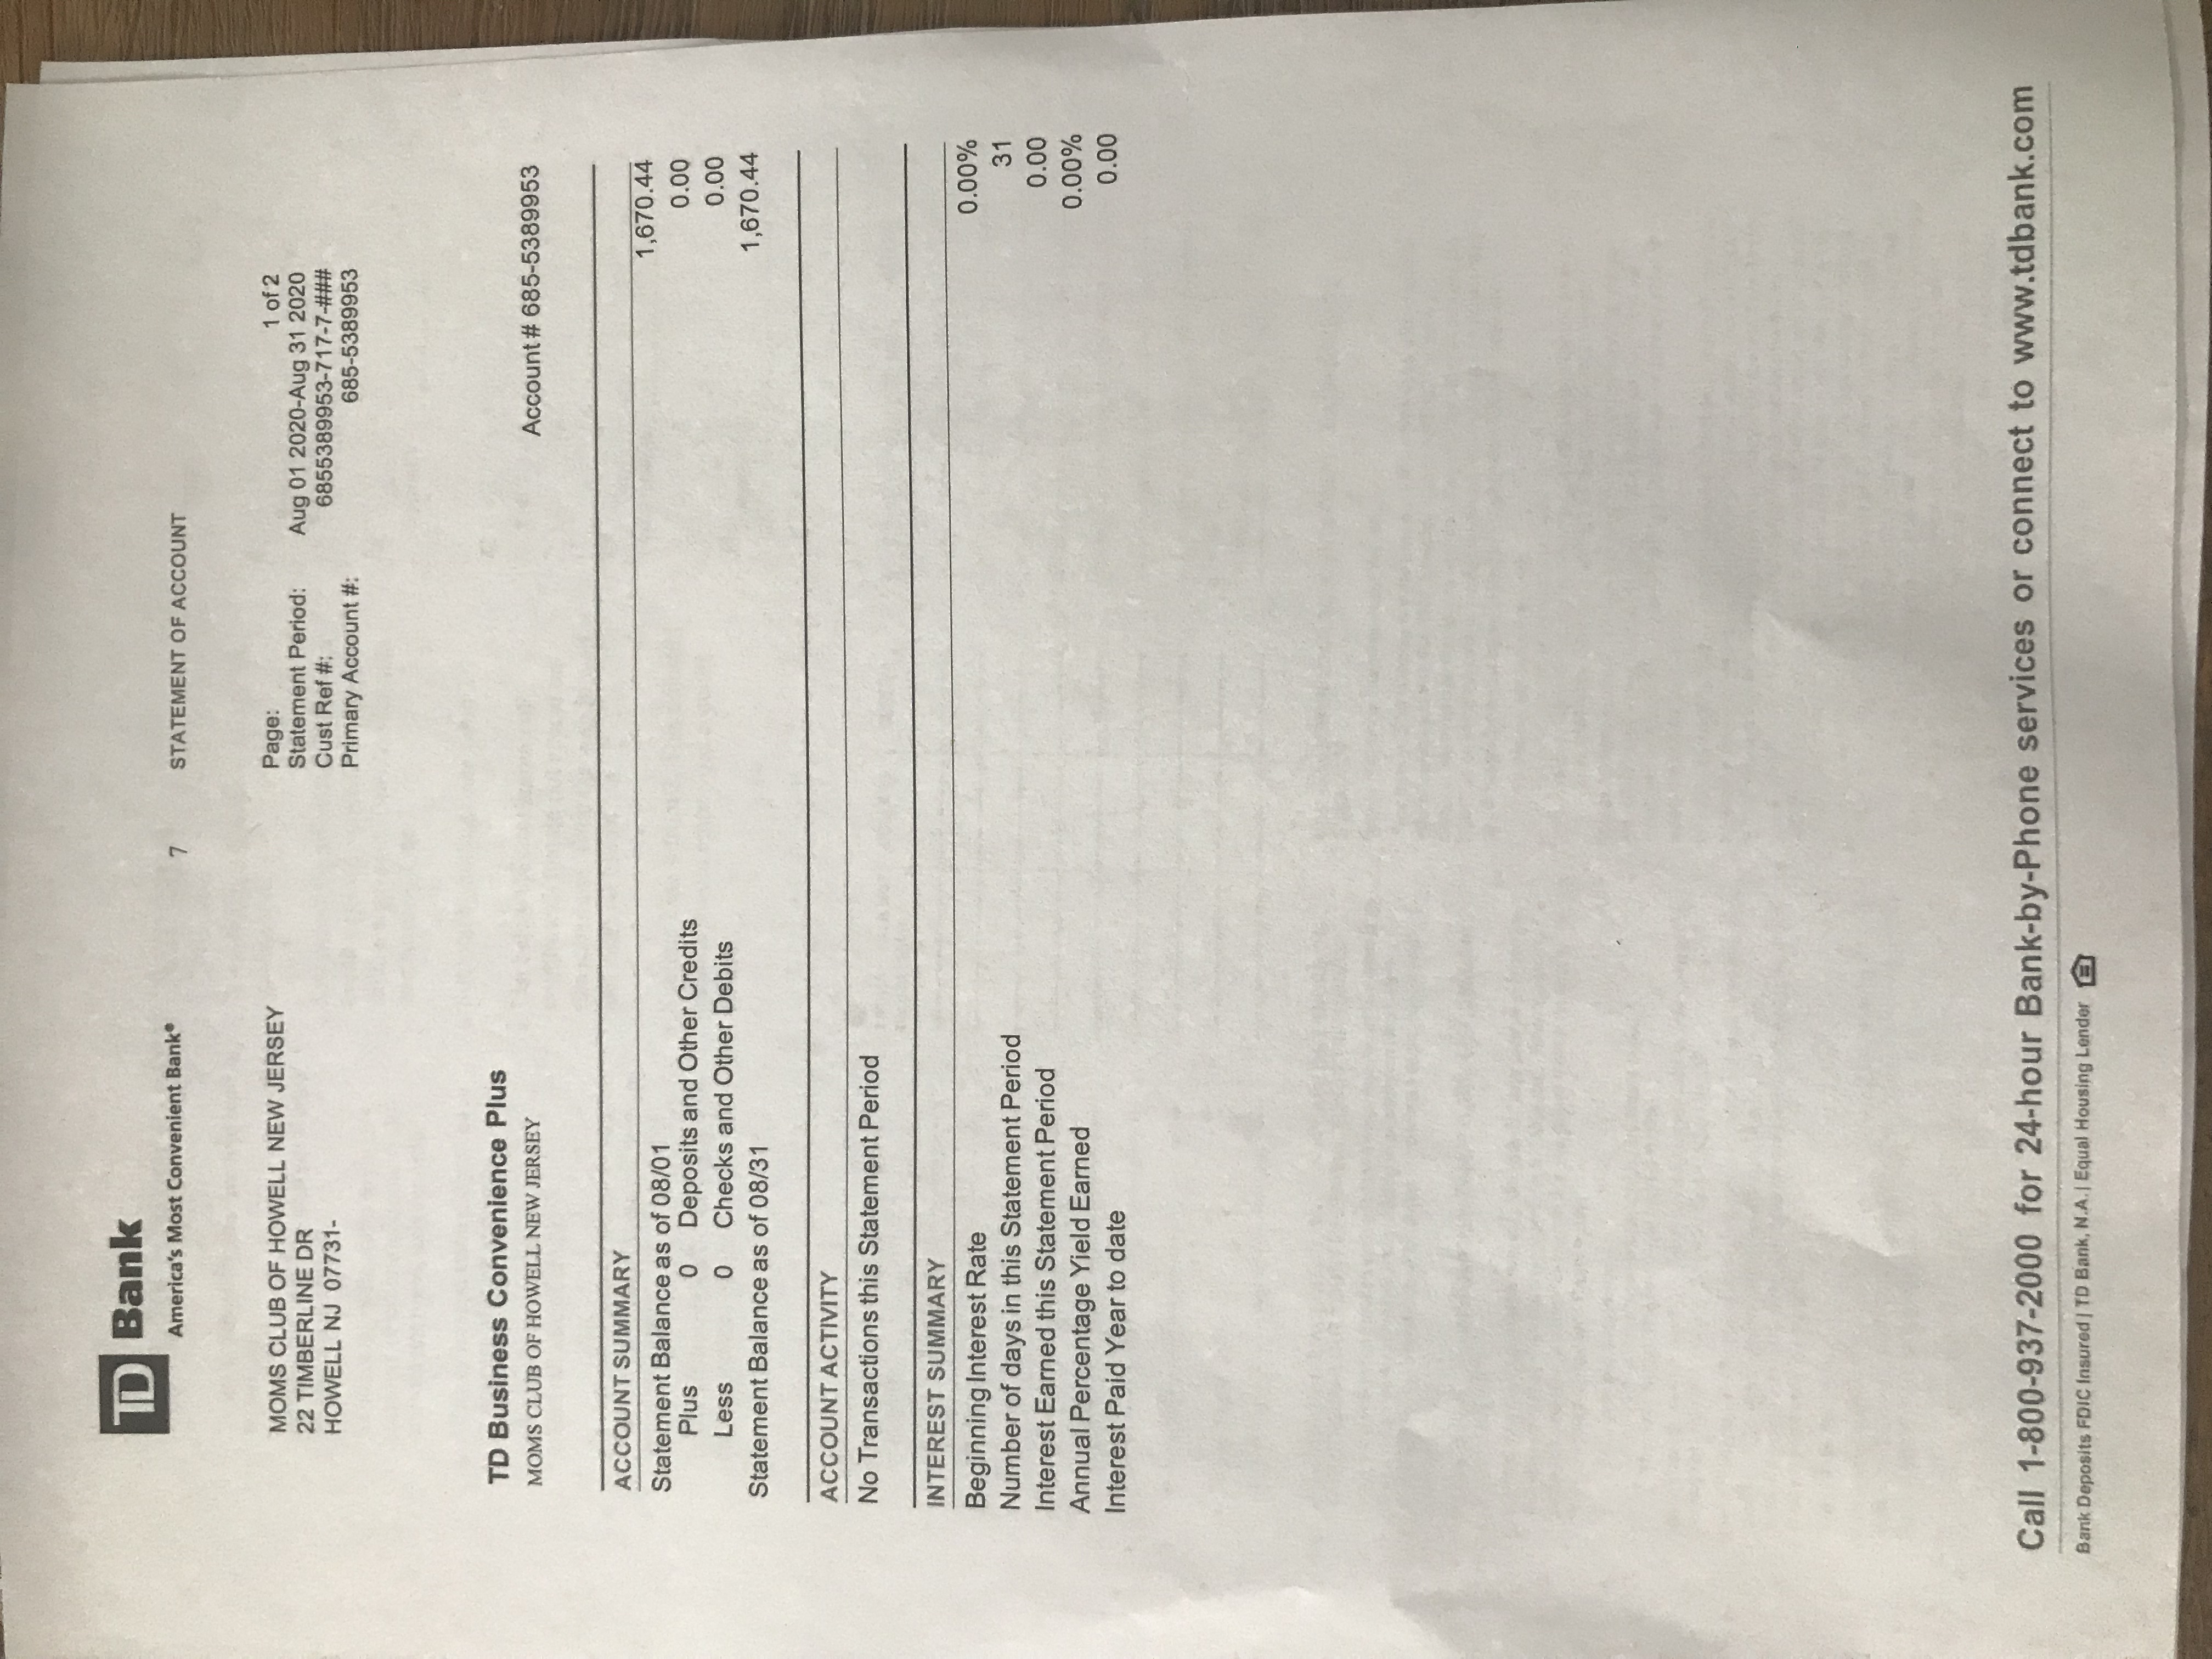 TD Bank
America's Most Convenient Bank®
7 STATEMENT OF ACCOUNT
MOMS CLUB OF HOWELL NEW JERSEY
22 TIMBERLINE DR
HOWELL NJ 07731-
Page: 1 of 2
Statement Period: Aug 01 2020-Aug 31 2020
Cust Ref #: 6855389953-717-7-###
Primary Account #: 685-5389953
TD Business Convenience Plus
MOMS CLUB OF HOWELL NEW JERSEY Account # 685-5389953
ACCOUNT SUMMARY
Statement Balance as of 08/01 1,670.44
Plus 0 Deposits and Other Credits 0.00
Less 0 Checks and Other Debits 0.00
Statement Balance as of 08/31 1,670.44
ACCOUNT ACTIVITY
No Transactions this Statement Period
INTEREST SUMMARY
Beginning Interest Rate 0.00%
Number of days in this Statement Period 31
Interest Earned this Statement Period 0.00
Annual Percentage Yield Earned 0.00%
Interest Paid Year to date 0.00
Call 1-800-937-2000 for 24-hour Bank-by-Phone services or connect to www.tdbank.com
Bank Deposits FDIC Insured | TD Bank, N.A. | Equal Housing Lender